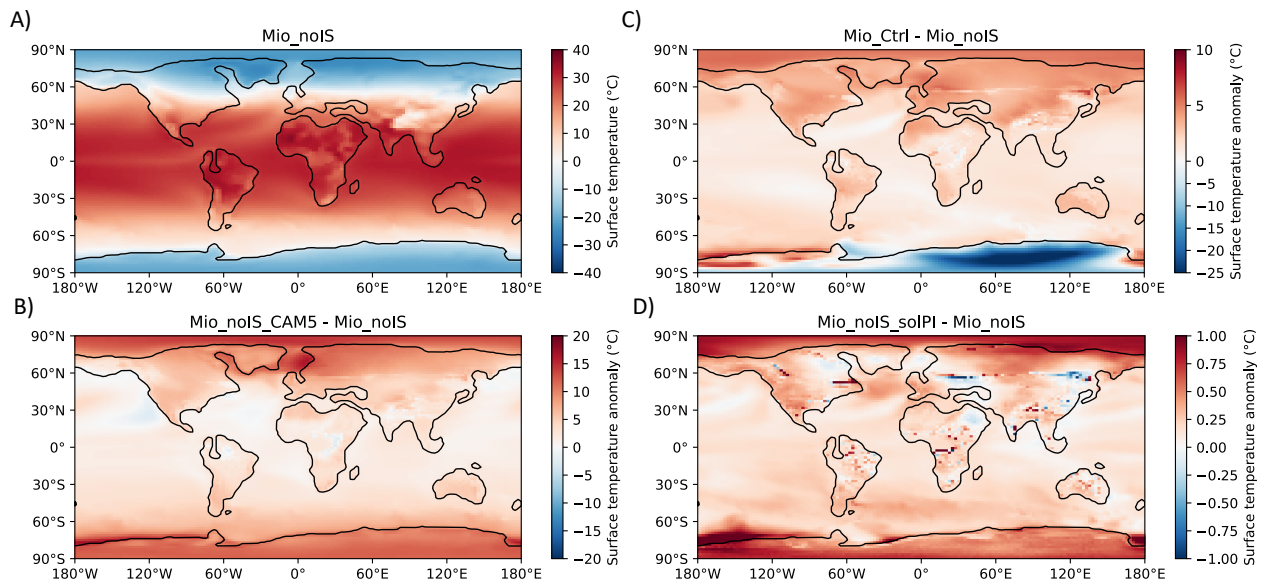 A)
Mio_noIS
90°N
60°N
30°N
0°
30°S
60°S
90°S
180°W 120°W 60°W 0° 60°E 120°E 180°E
40
30
20
10
0
−10
−20
−30
−40
Surface temperature (°C)
B)
Mio_noIS_CAM5 - Mio_noIS
90°N
60°N
30°N
0°
30°S
60°S
90°S
180°W 120°W 60°W 0° 60°E 120°E 180°E
20
15
10
5
0
−5
−10
−15
−20
Surface temperature anomaly (°C)
C)
Mio_Ctrl - Mio_noIS
90°N
60°N
30°N
0°
30°S
60°S
90°S
180°W 120°W 60°W 0° 60°E 120°E 180°E
10
5
0
−5
−10
−15
−20
−25
Surface temperature anomaly (°C)
D)
Mio_noIS_solPI - Mio_noIS
90°N
60°N
30°N
0°
30°S
60°S
90°S
180°W 120°W 60°W 0° 60°E 120°E 180°E
1.00
0.75
0.50
0.25
0.00
−0.25
−0.50
−0.75
−1.00
Surface temperature anomaly (°C)